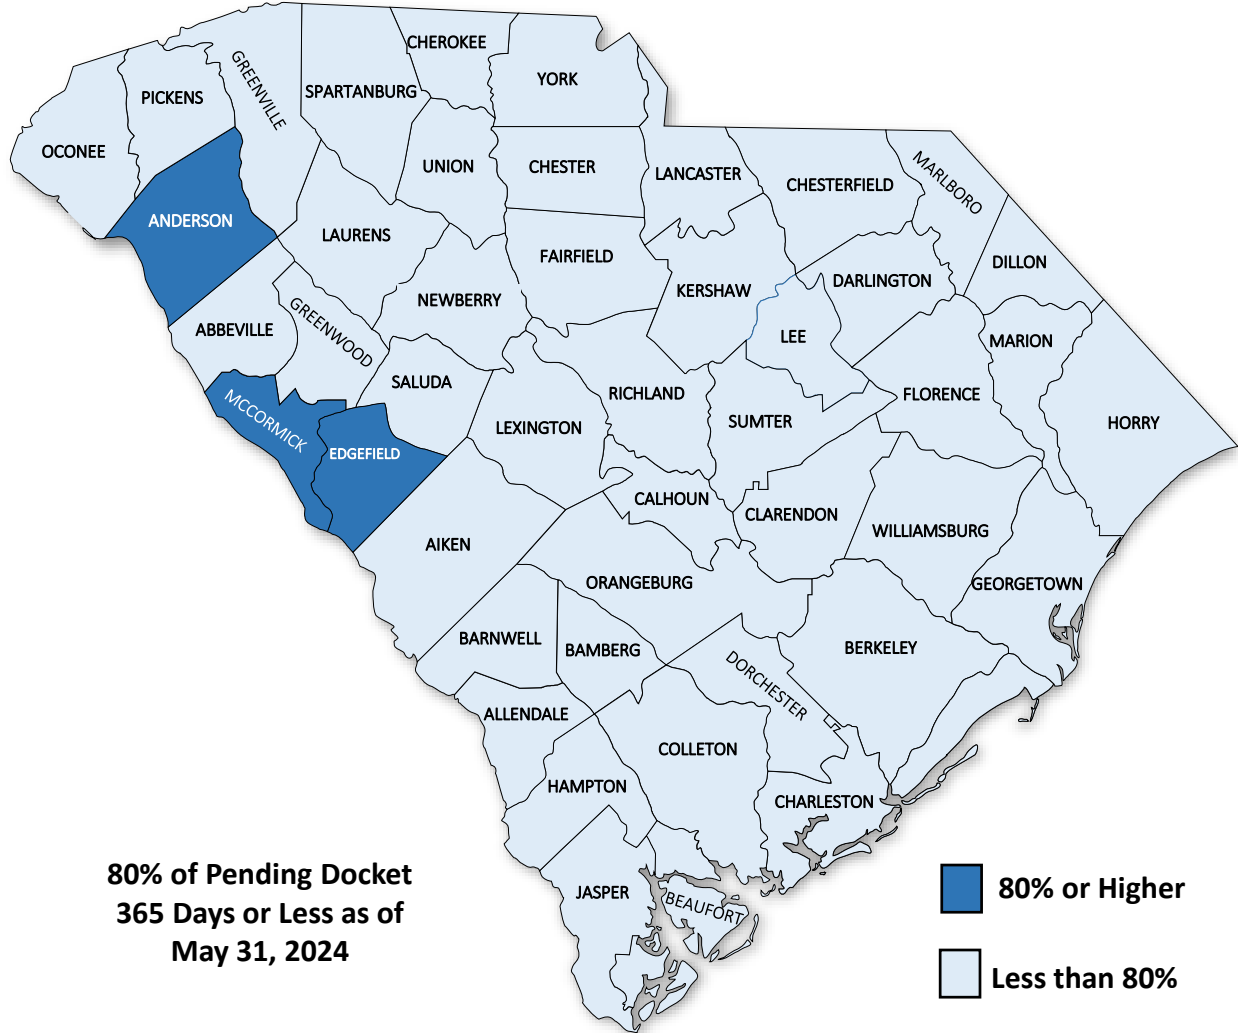 CHEROKEE
YORK
GREENVILLE
SPARTANBURG
PICKENS
OCONEE
UNION
CHESTER
LANCASTER
CHESTERFIELD
MARLBORO
ANDERSON
LAURENS
FAIRFIELD
DILLON
KERSHAW
DARLINGTON
NEWBERRY
ABBEVILLE
GREENWOOD
LEE
MARION
SALUDA
RICHLAND
FLORENCE
MCCORMICK
SUMTER
HORRY
LEXINGTON
EDGEFIELD
CALHOUN
CLARENDON
WILLIAMSBURG
AIKEN
ORANGEBURG
GEORGETOWN
BARNWELL
BAMBERG
BERKELEY
DORCHESTER
ALLENDALE
COLLETON
HAMPTON
CHARLESTON
JASPER
BEAUFORT
80% of Pending Docket
365 Days or Less as of
May 31, 2024
80% or Higher
Less than 80%